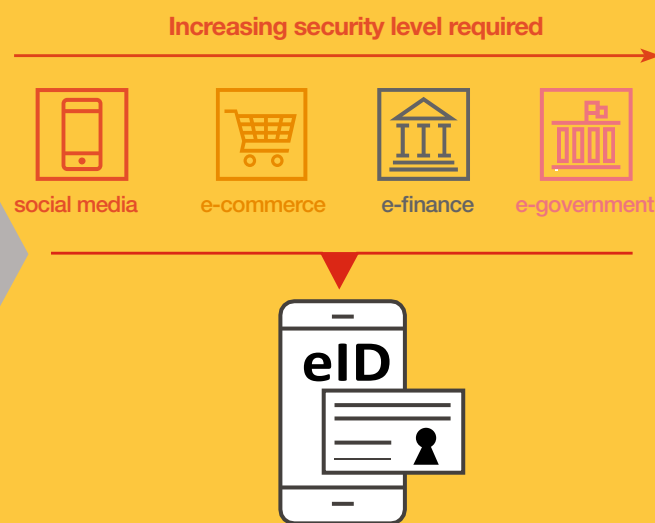 Increasing security level required
social media
e-commerce
e-finance
e-government
eID